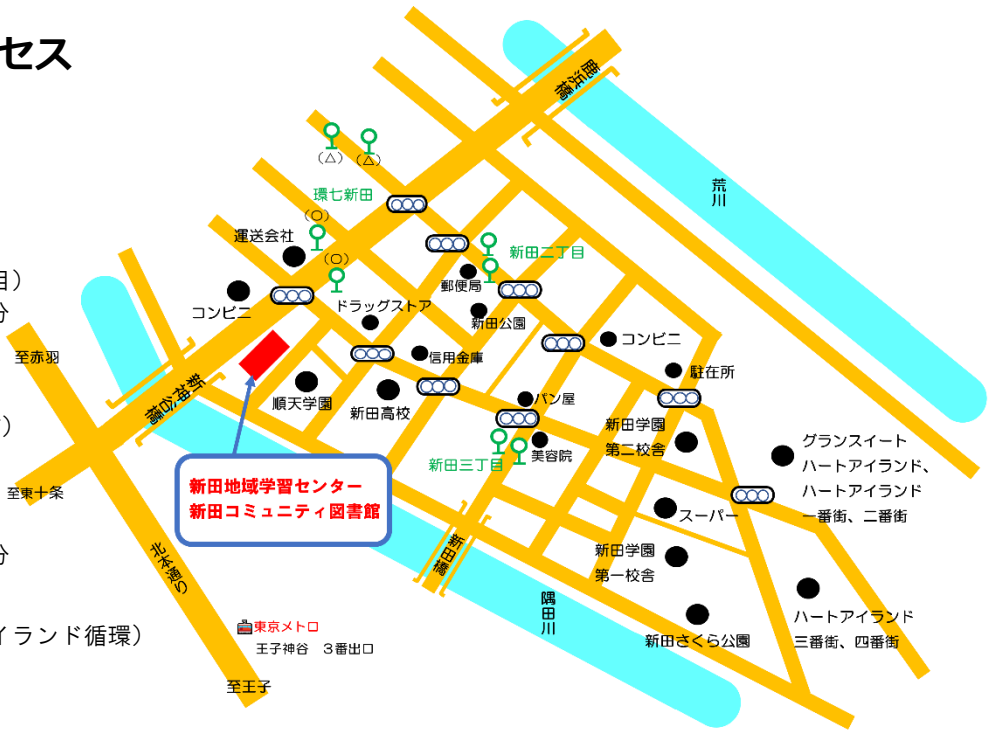 セス
目）
分
）
分
イランド循環）
鹿浜橋
荒川
（△）
（△）
環七新田
（○）
運送会社
（○）
新田二丁目
郵便局
コンビニ
ドラッグストア
新田公園
コンビニ
至赤羽
信用金庫
駐在所
新神谷橋
順天学園
新田高校
パン屋
新田学園
第二校舎
グランスイート
ハートアイランド、
ハートアイランド
一番街、二番街
美容院
新田三丁目
至東十条
新田地域学習センター
新田コミュニティ図書館
スーパー
北本通り
新田橋
新田学園
第一校舎
隅田川
ハートアイランド
三番街、四番街
新田さくら公園
東京メトロ
王子神谷　３番出口
至王子